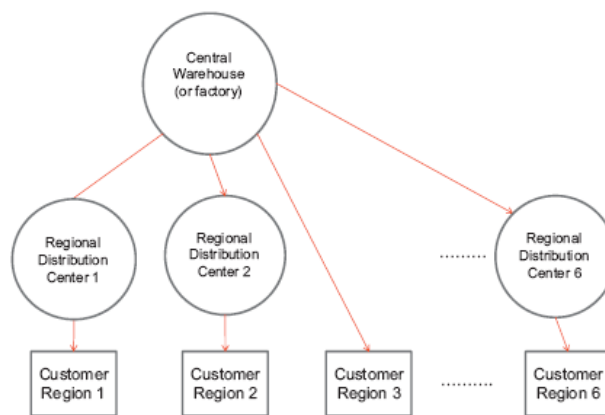 Central
Warehouse
(or factory)
Regional
Distribution
Center 1
Regional
Distribution
Center 2
Regional
Distribution
Center 6
Customer
Region 1
Customer
Region 2
Customer
Region 3
Customer
Region 6